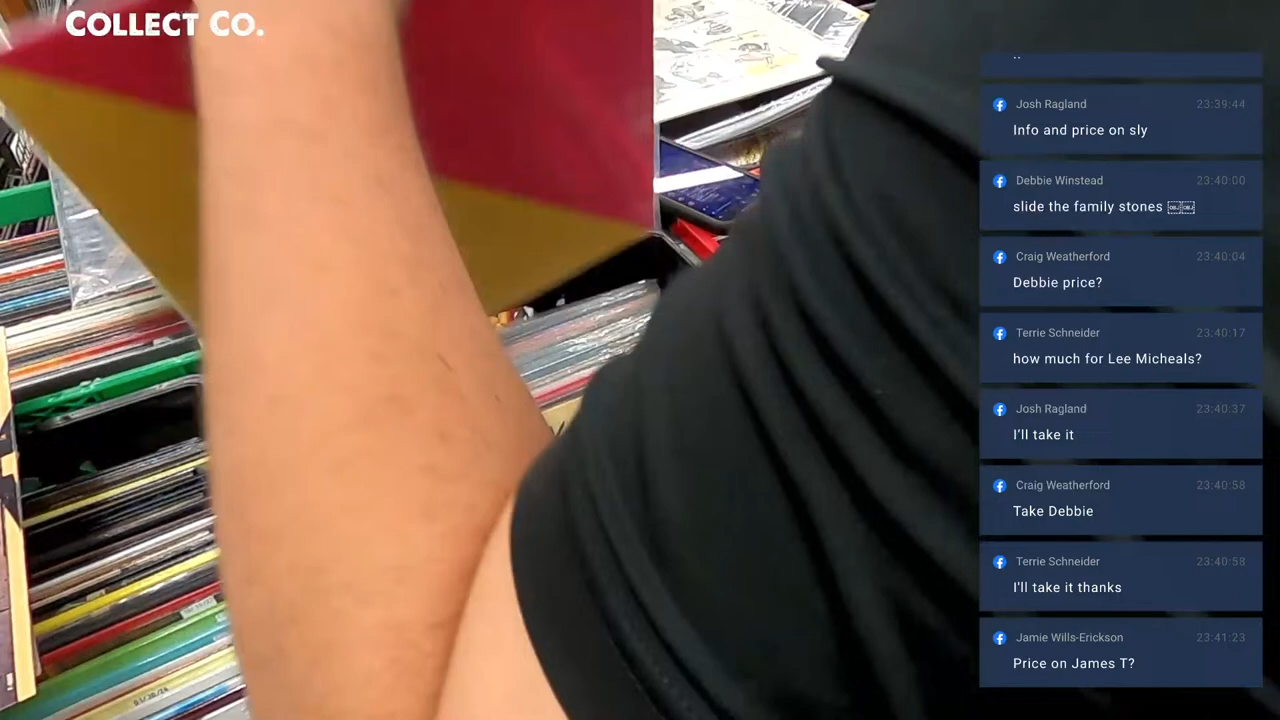 COLLECT CO.
Josh Ragland 23:39:44
Info and price on sly
Debbie Winstead 23:40:00
slide the family stones
Craig Weatherford 23:40:04
Debbie price?
Terrie Schneider 23:40:17
how much for Lee Micheals?
Josh Ragland 23:40:37
I'll take it
Craig Weatherford 23:40:58
Take Debbie
Terrie Schneider 23:40:58
I'll take it thanks
Jamie Wills-Erickson 23:41:23
Price on James T?